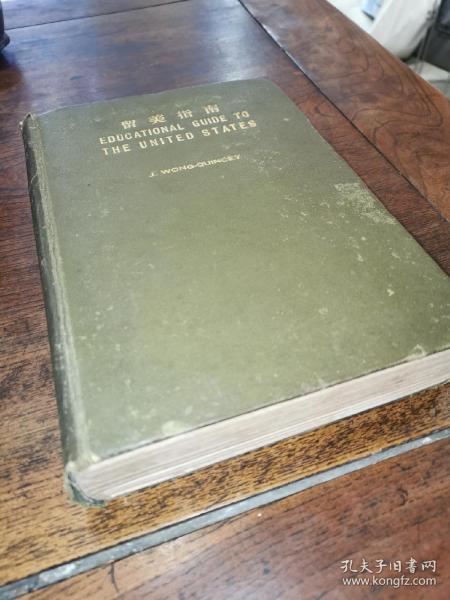 留美指南
EDUCATIONAL GUIDE TO
THE UNITED STATES
J. WONG-QUINCEY
孔夫子旧书网
www.kongfz.com